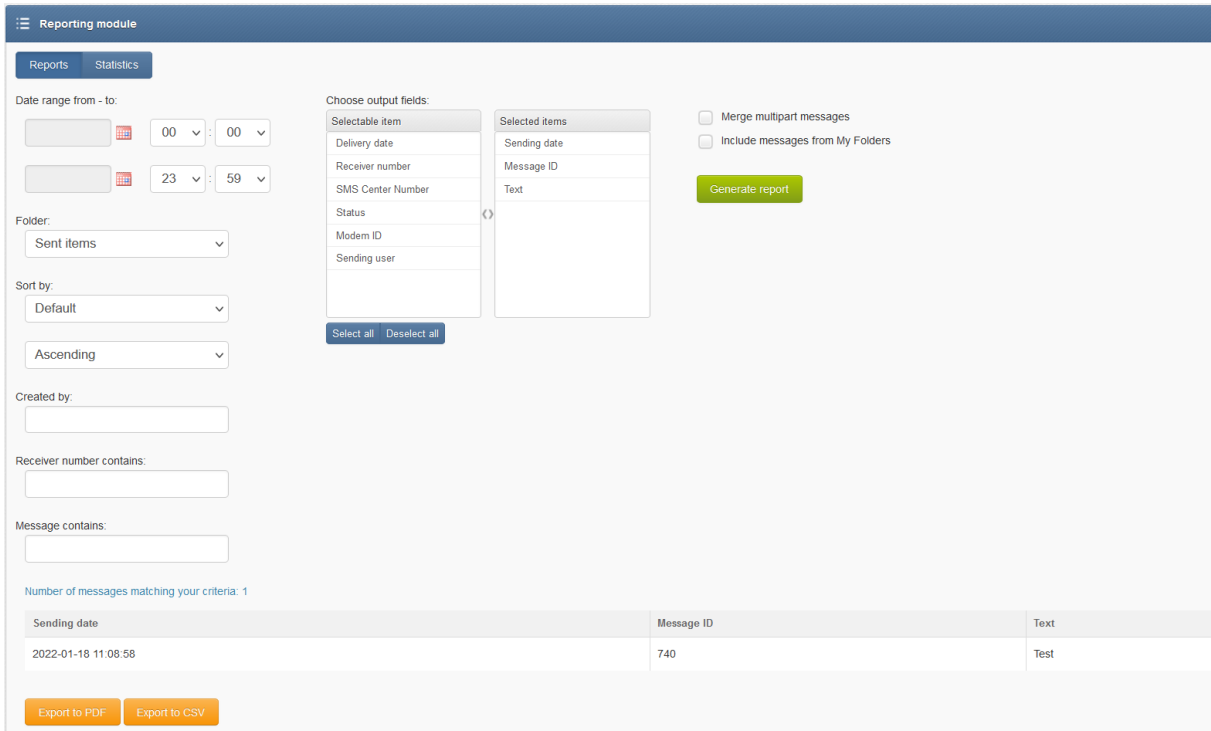 Reporting module
Reports Statistics
Date range from - to:
00 : 00
23 : 59
Folder:
Sent items
Sort by:
Default
Ascending
Created by:
Receiver number contains:
Message contains:
Choose output fields:
Selectable item
Delivery date
Receiver number
SMS Center Number
Status
Modem ID
Sending user
Selected items
Sending date
Message ID
Text
Select all Deselect all
Merge multipart messages
Include messages from My Folders
Generate report
Number of messages matching your criteria: 1
Sending date Message ID Text
2022-01-18 11:08:58 740 Test
Export to PDF Export to CSV